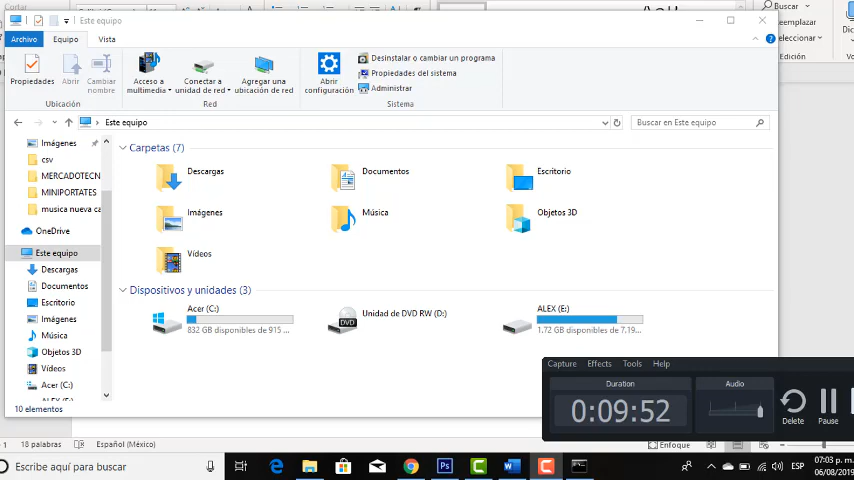 Este equipo
Buscar
Archivo Equipo Vista
Propiedades
Abrir
Cambiar
nombre
Ubicación
Acceso a
multimedia
Conectar a
unidad de red
Agregar una
ubicación de red
Red
Abrir
configuración
Desinstalar o cambiar un programa
Propiedades del sistema
Administrar
Sistema
Edición
Este equipo
Buscar en Este equipo
Imágenes
csv
MERCADOTECN
MINIPORTATES
musica nueva ca
OneDrive
Este equipo
Descargas
Documentos
Escritorio
Imágenes
Música
Objetos 3D
Vídeos
Acer (C:)
Carpetas (7)
Descargas
Documentos
Escritorio
Imágenes
Música
Objetos 3D
Vídeos
Dispositivos y unidades (3)
Acer (C:)
832 GB disponibles de 915 ...
Unidad de DVD RW (D:)
ALEX (E:)
1.72 GB disponibles de 7.19...
10 elementos
Capture Effects Tools Help
Duration
0:09:52
Audio
Delete
Pause
18 palabras
Español (México)
Enfoque
Escribe aquí para buscar
ESP
07:03 p. m.
06/08/2019